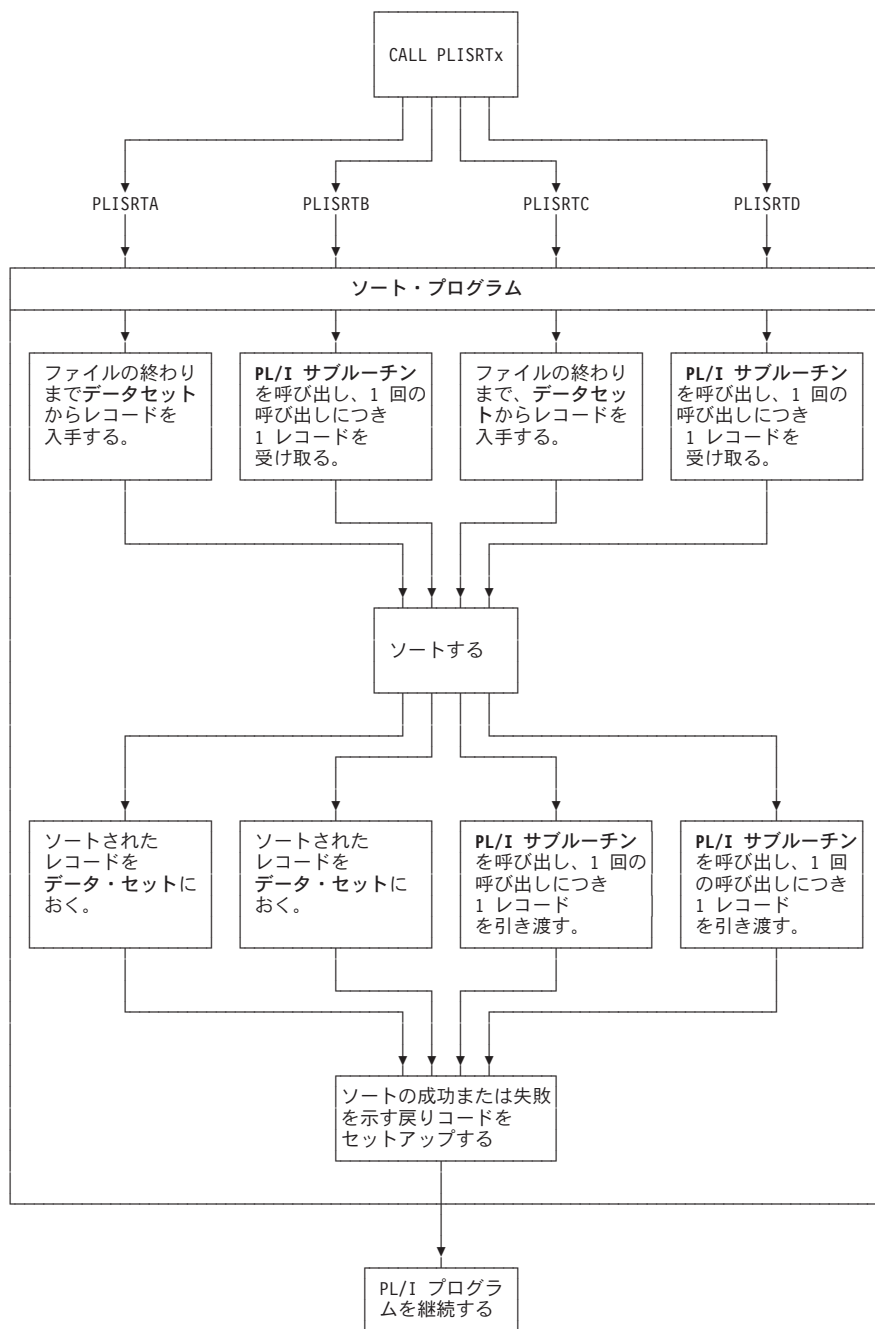 CALL PLISRTx
PLISRTA
PLISRTB
PLISRTC
PLISRTD
ソート・プログラム
ファイルの終わり
までデータセット
からレコードを
入手する。
PL/I サブルーチン
を呼び出し、1 回の
呼び出しにつき
1 レコードを
受け取る。
ファイルの終わり
まで、データセッ
トからレコードを
入手する。
PL/I サブルーチン
を呼び出し、1 回の
呼び出しにつき
1 レコードを
受け取る。
ソートする
ソートされた
レコードを
データ・セットに
おく。
ソートされた
レコードを
データ・セットに
おく。
PL/I サブルーチン
を呼び出し、1 回の
呼び出しにつき
1 レコード
を引き渡す。
PL/I サブルーチン
を呼び出し、1 回
の呼び出しにつき
1 レコード
を引き渡す。
ソートの成功または失敗
を示す戻りコードを
セットアップする
PL/I プログラ
ムを継続する